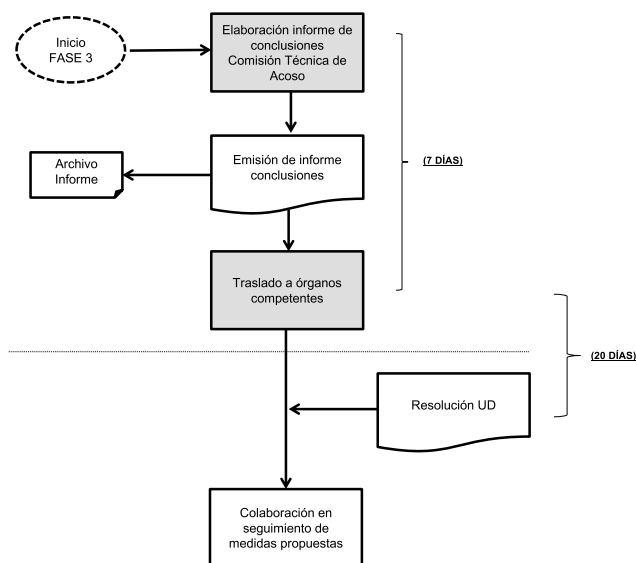 Inicio
FASE 3
Elaboración informe de
conclusiones
Comisión Técnica de
Acoso
Archivo
Informe
Emisión de informe
conclusiones
(7 DÍAS)
Traslado a órganos
competentes
(20 DÍAS)
Resolución UD
Colaboración en
seguimiento de
medidas propuestas